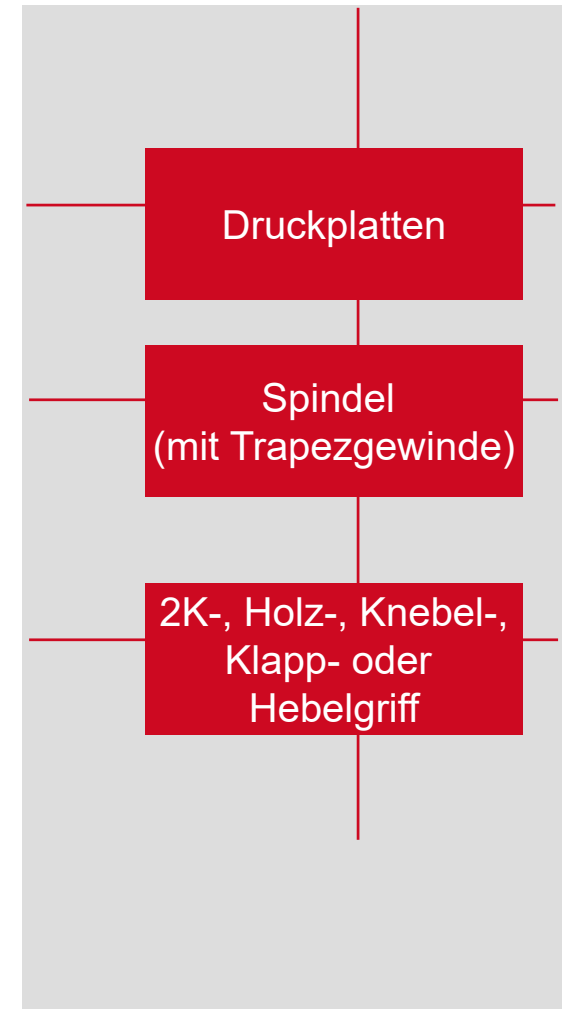 Druckplatten
Spindel
(mit Trapezgewinde)
2K-, Holz-, Knebel-,
Klapp- oder
Hebelgriff